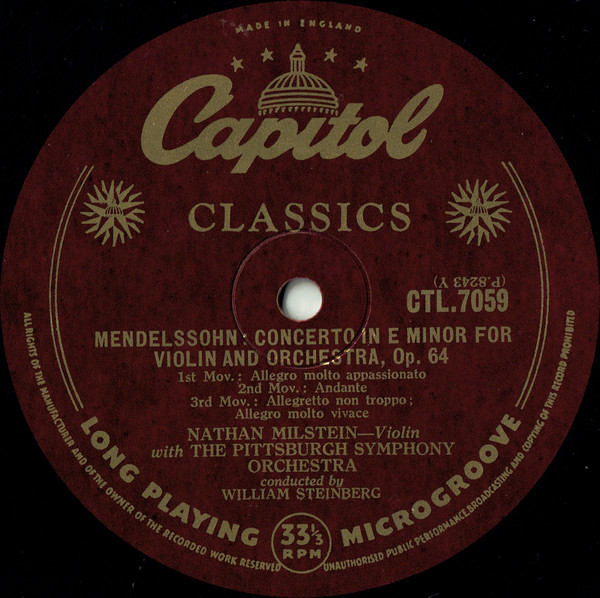 MADE IN ENGLAND
Capitol
CLASSICS
(P.8243 Y)
CTL.7059
MENDELSSOHN : CONCERTO IN E MINOR FOR
VIOLIN AND ORCHESTRA, Op. 64
1st Mov.: Allegro molto appassionato
2nd Mov.: Andante
3rd Mov.: Allegretto non troppo;
Allegro molto vivace
NATHAN MILSTEIN—Violin
with THE PITTSBURGH SYMPHONY
ORCHESTRA
conducted by
WILLIAM STEINBERG
LONG PLAYING
33⅓
RPM
MICROGROOVE
ALL RIGHTS OF THE MANUFACTURER AND OF THE OWNER OF THE RECORDED WORK RESERVED
UNAUTHORISED PUBLIC PERFORMANCE, BROADCASTING AND COPYING OF THIS RECORD PROHIBITED